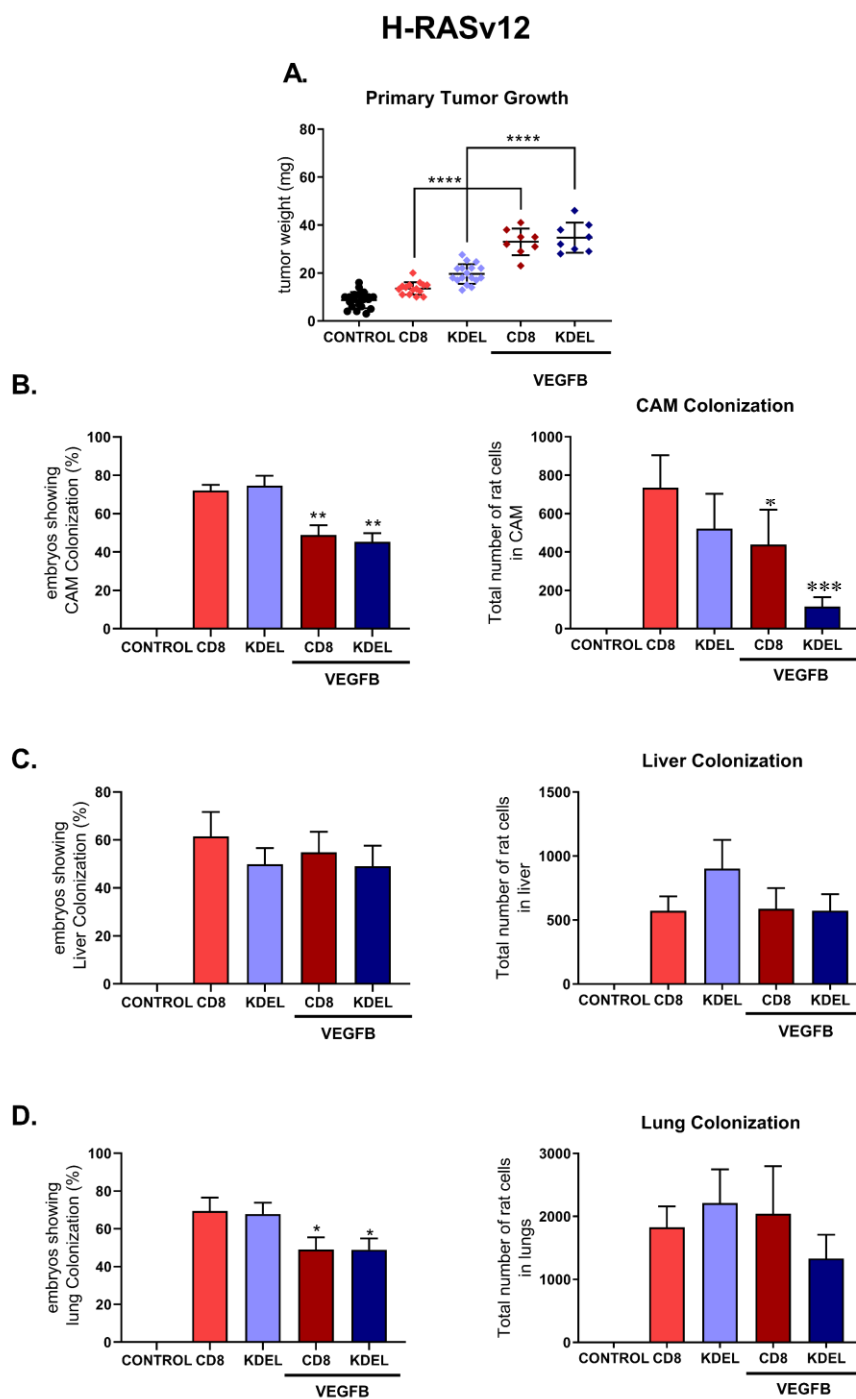 H-RASv12
A.
Primary Tumor Growth
tumor weight (mg)
80
60
40
20
0
****
****
CONTROL CD8 KDEL CD8 KDEL
VEGFB
B.
embryos showing
CAM Colonization (%)
100
80
60
40
20
0
** **
CONTROL CD8 KDEL CD8 KDEL
VEGFB
CAM Colonization
Total number of rat cells
in CAM
1000
800
600
400
200
0
*
***
CONTROL CD8 KDEL CD8 KDEL
VEGFB
C.
embryos showing
Liver Colonization (%)
80
60
40
20
0
CONTROL CD8 KDEL CD8 KDEL
VEGFB
Liver Colonization
Total number of rat cells
in liver
1500
1000
500
0
CONTROL CD8 KDEL CD8 KDEL
VEGFB
D.
embryos showing
lung Colonization (%)
100
80
60
40
20
0
* *
CONTROL CD8 KDEL CD8 KDEL
VEGFB
Lung Colonization
Total number of rat cells
in lungs
3000
2000
1000
0
CONTROL CD8 KDEL CD8 KDEL
VEGFB